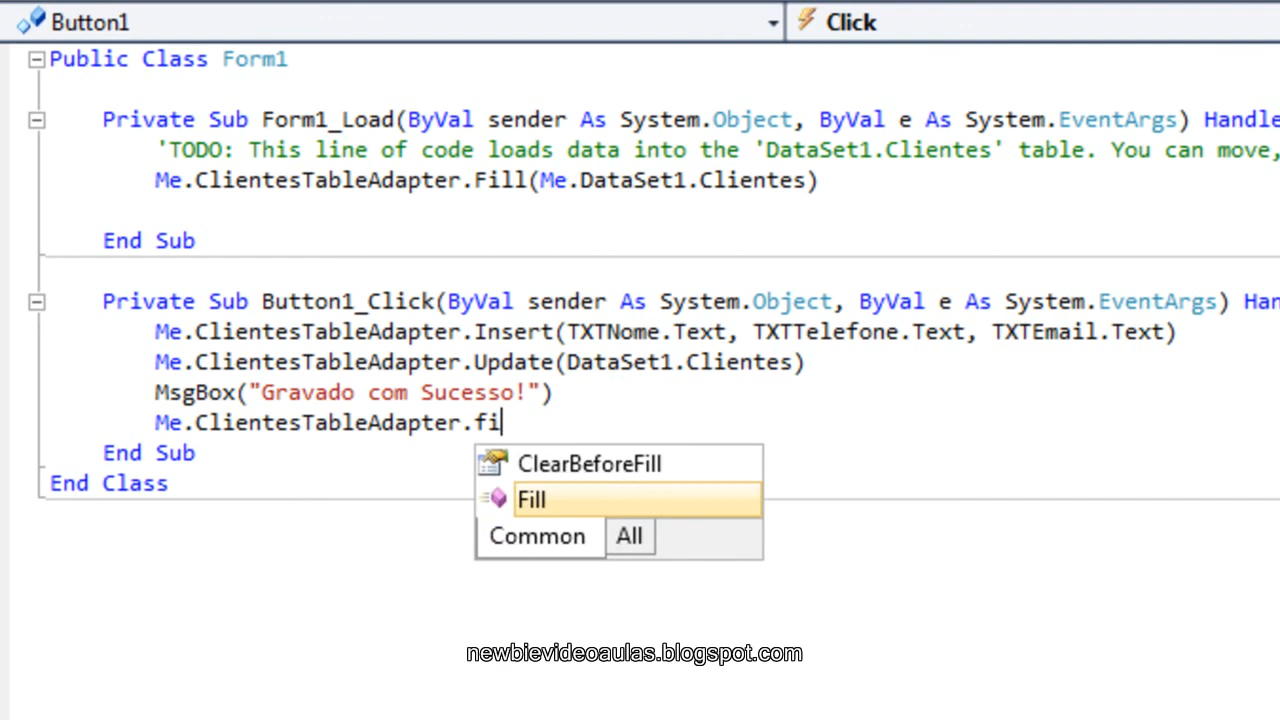 Button1 Click
Public Class Form1
Private Sub Form1_Load(ByVal sender As System.Object, ByVal e As System.EventArgs) Handle
'TODO: This line of code loads data into the 'DataSet1.Clientes' table. You can move,
Me.ClientesTableAdapter.Fill(Me.DataSet1.Clientes)
End Sub
Private Sub Button1_Click(ByVal sender As System.Object, ByVal e As System.EventArgs) Han
Me.ClientesTableAdapter.Insert(TXTNome.Text, TXTTelefone.Text, TXTEmail.Text)
Me.ClientesTableAdapter.Update(DataSet1.Clientes)
MsgBox("Gravado com Sucesso!")
Me.ClientesTableAdapter.fi
End Sub
End Class
ClearBeforeFill
Fill
Common All
newbievideoaulas.blogspot.com